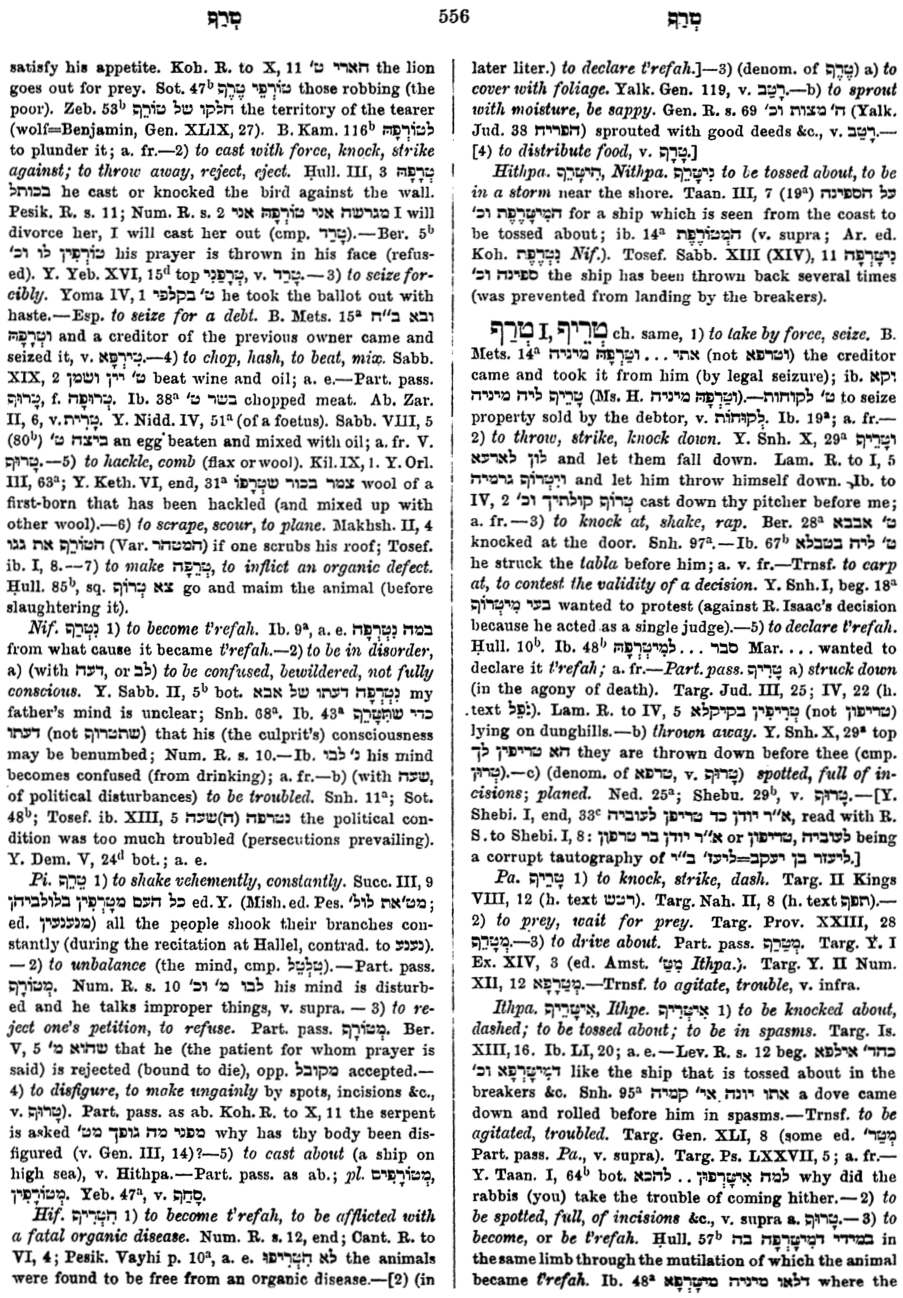 טָרַף
556
טָרַף
satisfy his appetite. Koh. R. to X, 11 הארי ט׳ the lion
goes out for prey. Sot. 47ᵇ טוֹרְפֵי טֶרֶף those robbing (the
poor). Zeb. 53ᵇ חלקו של טוֹרֵף the territory of the tearer
(wolf=Benjamin, Gen. XLIX, 27). B. Kam. 116ᵇ לטוֹרְפָהּ
to plunder it; a. fr.—2) to cast with force, knock, strike
against; to throw away, reject, eject. Ḥull. III, 3 טְרָפָהּ
בכותל he cast or knocked the bird against the wall.
Pesik. R. s. 11; Num. R. s. 2 מגרשה אני טוֹרְפָהּ אני I will
divorce her, I will cast her out (cmp. טָרַד).—Ber. 5ᵇ
טוֹרְפִין לו וכ׳ his prayer is thrown in his face (refus-
ed). Y. Yeb. XVI, 15ᵈ top טְרָפַנִי, v. טָרַד.—3) to seize for-
cibly. Yoma IV, 1 ט׳ בקלפי he took the ballot out with
haste.—Esp. to seize for a debt. B. Mets. 15ᵃ ובא ב״ח
וטְרָפָהּ and a creditor of the previous owner came and
seized it, v. טִירְפָא.—4) to chop, hash, to beat, mix. Sabb.
XIX, 2 ט׳ יין ושמן beat wine and oil; a. e.—Part. pass.
טָרוּף, f. טְרוּפָה. Ib. 38ᵃ בשר ט׳ chopped meat. Ab. Zar.
II, 6, v. טָרִית. Y. Nidd. IV, 51ᵃ (of a foetus). Sabb. VIII, 5
(80ᵇ) ביצה ט׳ an egg beaten and mixed with oil; a. fr. V.
טָרוּף.—5) to hackle, comb (flax or wool). Kil. IX, 1. Y. Orl.
III, 63ᵃ; Y. Keth. VI, end, 31ᵃ צמר בכור שטְרָפוֹ wool of a
first-born that has been hackled (and mixed up with
other wool).—6) to scrape, scour, to plane. Makhsh. II, 4
הטוֹרֵף את גגו (Var. המטהר) if one scrubs his roof; Tosef.
ib. I, 8.—7) to make טְרֵפָה, to inflict an organic defect.
Ḥull. 85ᵇ, sq. צא טְרוֹף go and maim the animal (before
slaughtering it).
Nif. נִטְרַף 1) to become t'refah. Ib. 9ᵃ, a. e. במה נִטְרְפָה
from what cause it became t'refah.—2) to be in disorder,
a) (with דעה, or לב) to be confused, bewildered, not fully
conscious. Y. Sabb. II, 5ᵇ bot. נִטְרְפָה דעתו של אבא my
father's mind is unclear; Snh. 68ᵃ. Ib. 43ᵃ כדי שתִּטָּרֵף
דעתו (not שתטרוף) that his (the culprit's) consciousness
may be benumbed; Num. R. s. 10.—Ib. נ׳ לבו his mind
becomes confused (from drinking); a. fr.—b) (with שעה,
of political disturbances) to be troubled. Snh. 11ᵃ; Sot.
48ᵇ; Tosef. ib. XIII, 5 נטרפה (ה)שעה the political con-
dition was too much troubled (persecutions prevailing).
Y. Dem. V, 24ᵈ bot.; a. e.
Pi. טֵרֵף 1) to shake vehemently, constantly. Succ. III, 9
כל העם מטָרְפִין בלולביהן ed. Y. (Mish. ed. Pes. מט׳את לול׳;
ed. מנענעין) all the people shook their branches con-
stantly (during the recitation at Hallel, contrad. to נענע).
—2) to unbalance (the mind, cmp. טִלְטֵל).—Part. pass.
מְטוֹרָף. Num. R. s. 10 לבו מ׳ וכ׳ his mind is disturb-
ed and he talks improper things, v. supra. — 3) to re-
ject one's petition, to refuse. Part. pass. מְטוֹרָף. Ber.
V, 5 שהוא מ׳ that he (the patient for whom prayer is
said) is rejected (bound to die), opp. מקובל accepted.—
4) to disfigure, to make ungainly by spots, incisions &c.,
v. טָרוּף). Part. pass. as ab. Koh. R. to X, 11 the serpent
is asked מפני מה גופך מט׳ why has thy body been dis-
figured (v. Gen. III, 14)?—5) to cast about (a ship on
high sea), v. Hithpa.—Part. pass. as ab.; pl. מְטוֹרָפִים,
מְטוֹרָפִין. Yeb. 47ᵃ, v. סָחַף.
Hif. הִטְרִיף 1) to become t'refah, to be afflicted with
a fatal organic disease. Num. R. s. 12, end; Cant. R. to
VI, 4; Pesik. Vayhi p. 10ᵃ, a. e. לא הִטְרִיפוּ the animals
were found to be free from an organic disease.—[2) (in
later liter.) to declare t'refah.]—3) (denom. of טֶרֶף) a) to
cover with foliage. Yalk. Gen. 119, v. רָטַב.—b) to sprout
with moisture, be sappy. Gen. R. s. 69 ה׳ מצות וכ׳ (Yalk.
Jud. 38 הפריח) sprouted with good deeds &c., v. רָטַב.—
[4) to distribute food, v. טָרַף.]
Hithpa. הִיטָּרֵף, Nithpa. נִיטָּרֵף to be tossed about, to be
in a storm near the shore. Taan. III, 7 (19ᵃ) על הספינה
המיטָּרֶפֶת וכ׳ for a ship which is seen from the coast to
be tossed about; ib. 14ᵃ המְטוֹרֶפֶת (v. supra; Ar. ed.
Koh. נִטְרֶפֶת Nif.). Tosef. Sabb. XIII (XIV), 11 נִיטָּרְפָה
ספינה וכ׳ the ship has been thrown back several times
(was prevented from landing by the breakers).
טְרַף I, טְרֵיף, ch. same, 1) to take by force, seize. B.
Mets. 14ᵃ אתי ... וטָרְפָהּ מיניה (not וטרפא) the creditor
came and took it from him (by legal seizure); ib. וקא
טָרֵיף ליה מיניה (Ms. H. וטָרְפָהּ מיניה).—ט׳ לקוחות to seize
property sold by the debtor, v. לָקוֹחוֹת. Ib. 19ᵃ; a. fr.—
2) to throw, strike, knock down. Y. Snh. X, 29ᵃ וטָרֵיף
לון לארעא and let them fall down. Lam. R. to I, 5
ויִטְרוֹף גרמיה and let him throw himself down. Ib. to
IV, 2 טְרוֹף קולתיך וכ׳ cast down thy pitcher before me;
a. fr.—3) to knock at, shake, rap. Ber. 28ᵃ ט׳ אבבא
knocked at the door. Snh. 97ᵃ.—Ib. 67ᵇ ט׳ ליה בטבלא
he struck the tabla before him; a. v. fr.—Trnsf. to carp
at, to contest the validity of a decision. Y. Snh. I, beg. 18ᵃ
בעי מִיטְרוֹף wanted to protest (against R. Isaac's decision
because he acted as a single judge).—5) to declare t'refah.
Ḥull. 10ᵇ. Ib. 48ᵇ סבר ... למִיטְרְפָהּ Mar.... wanted to
declare it t'refah; a. fr.—Part. pass. טְרִיף a) struck down
(in the agony of death). Targ. Jud. III, 25; IV, 22 (h.
text נֹפֵל). Lam. R. to IV, 5 טְרִיפִין בקיקלא (not טריפון)
lying on dunghills.—b) thrown away. Y. Snh. X, 29ᵃ top
הא טריפין לך they are thrown down before thee (cmp.
טָרוּף).—c) (denom. of טרפא, v. טָרוּף) spotted, full of in-
cisions; planed. Ned. 25ᵃ; Shebu. 29ᵇ, v. טָרוּף.—[Y.
Shebi. I, end, 33ᶜ א״ר יודן כד טריפן לעוביה, read with R.
S. to Shebi. I, 8: א״ר יודן בר טרפון or טריפון, לעוביה being
a corrupt tautography of ליעזר בן יעקב=ליעז׳ ב״י.]
Pa. טָרֵיף 1) to knock, strike, dash. Targ. II Kings
VIII, 12 (h. text רטש). Targ. Nah. II, 8 (h. text תפף).—
2) to prey, wait for prey. Targ. Prov. XXIII, 28
מְטָרֵף.—3) to drive about. Part. pass. מְטָרַף. Targ. Y. I
Ex. XIV, 3 (ed. Amst. מִטַּ׳ Ithpa.). Targ. Y. II Num.
XII, 12 מְטָרְפָא.—Trnsf. to agitate, trouble, v. infra.
Ithpa. אִיטָּרֵיף, Ithpe. אִיטְּרֵיף 1) to be knocked about,
dashed; to be tossed about; to be in spasms. Targ. Is.
XIII, 16. Ib. LI, 20; a. e.—Lev. R. s. 12 beg. כהד׳ אילפא
דמִיטָּרְפָא וכ׳ like the ship that is tossed about in the
breakers &c. Snh. 95ᵃ אתו יונה אי׳ קמיה a dove came
down and rolled before him in spasms.—Trnsf. to be
agitated, troubled. Targ. Gen. XLI, 8 (some ed. מְטָר׳
Part. pass. Pa., v. supra). Targ. Ps. LXXVII, 5; a. fr.—
Y. Taan. I, 64ᵇ bot. למה אִיטָּרְפוּן .. להכא why did the
rabbis (you) take the trouble of coming hither.—2) to
be spotted, full, of incisions &c., v. supra a. טָרוּף.—3) to
become, or be t'refah. Ḥull. 57ᵇ במידי דמִיטָּרְפָה בה in
the same limb through the mutilation of which the animal
became t'refah. Ib. 48ᵃ דלאו מיניה מיטָּרְפָא where the